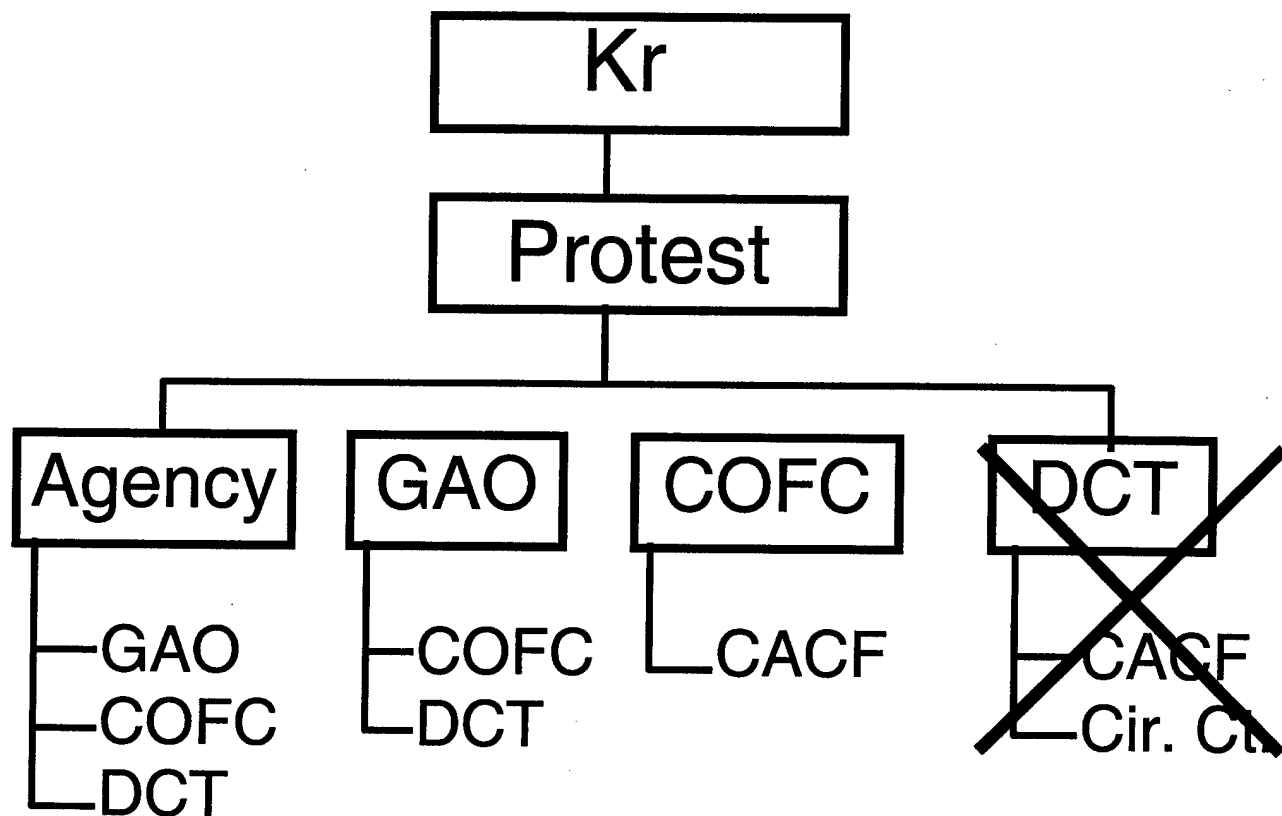 Kr
Protest
Agency
GAO
COFC
DCT
GAO
COFC
DCT
COFC
DCT
CACF
CACF
Cir. Ct.